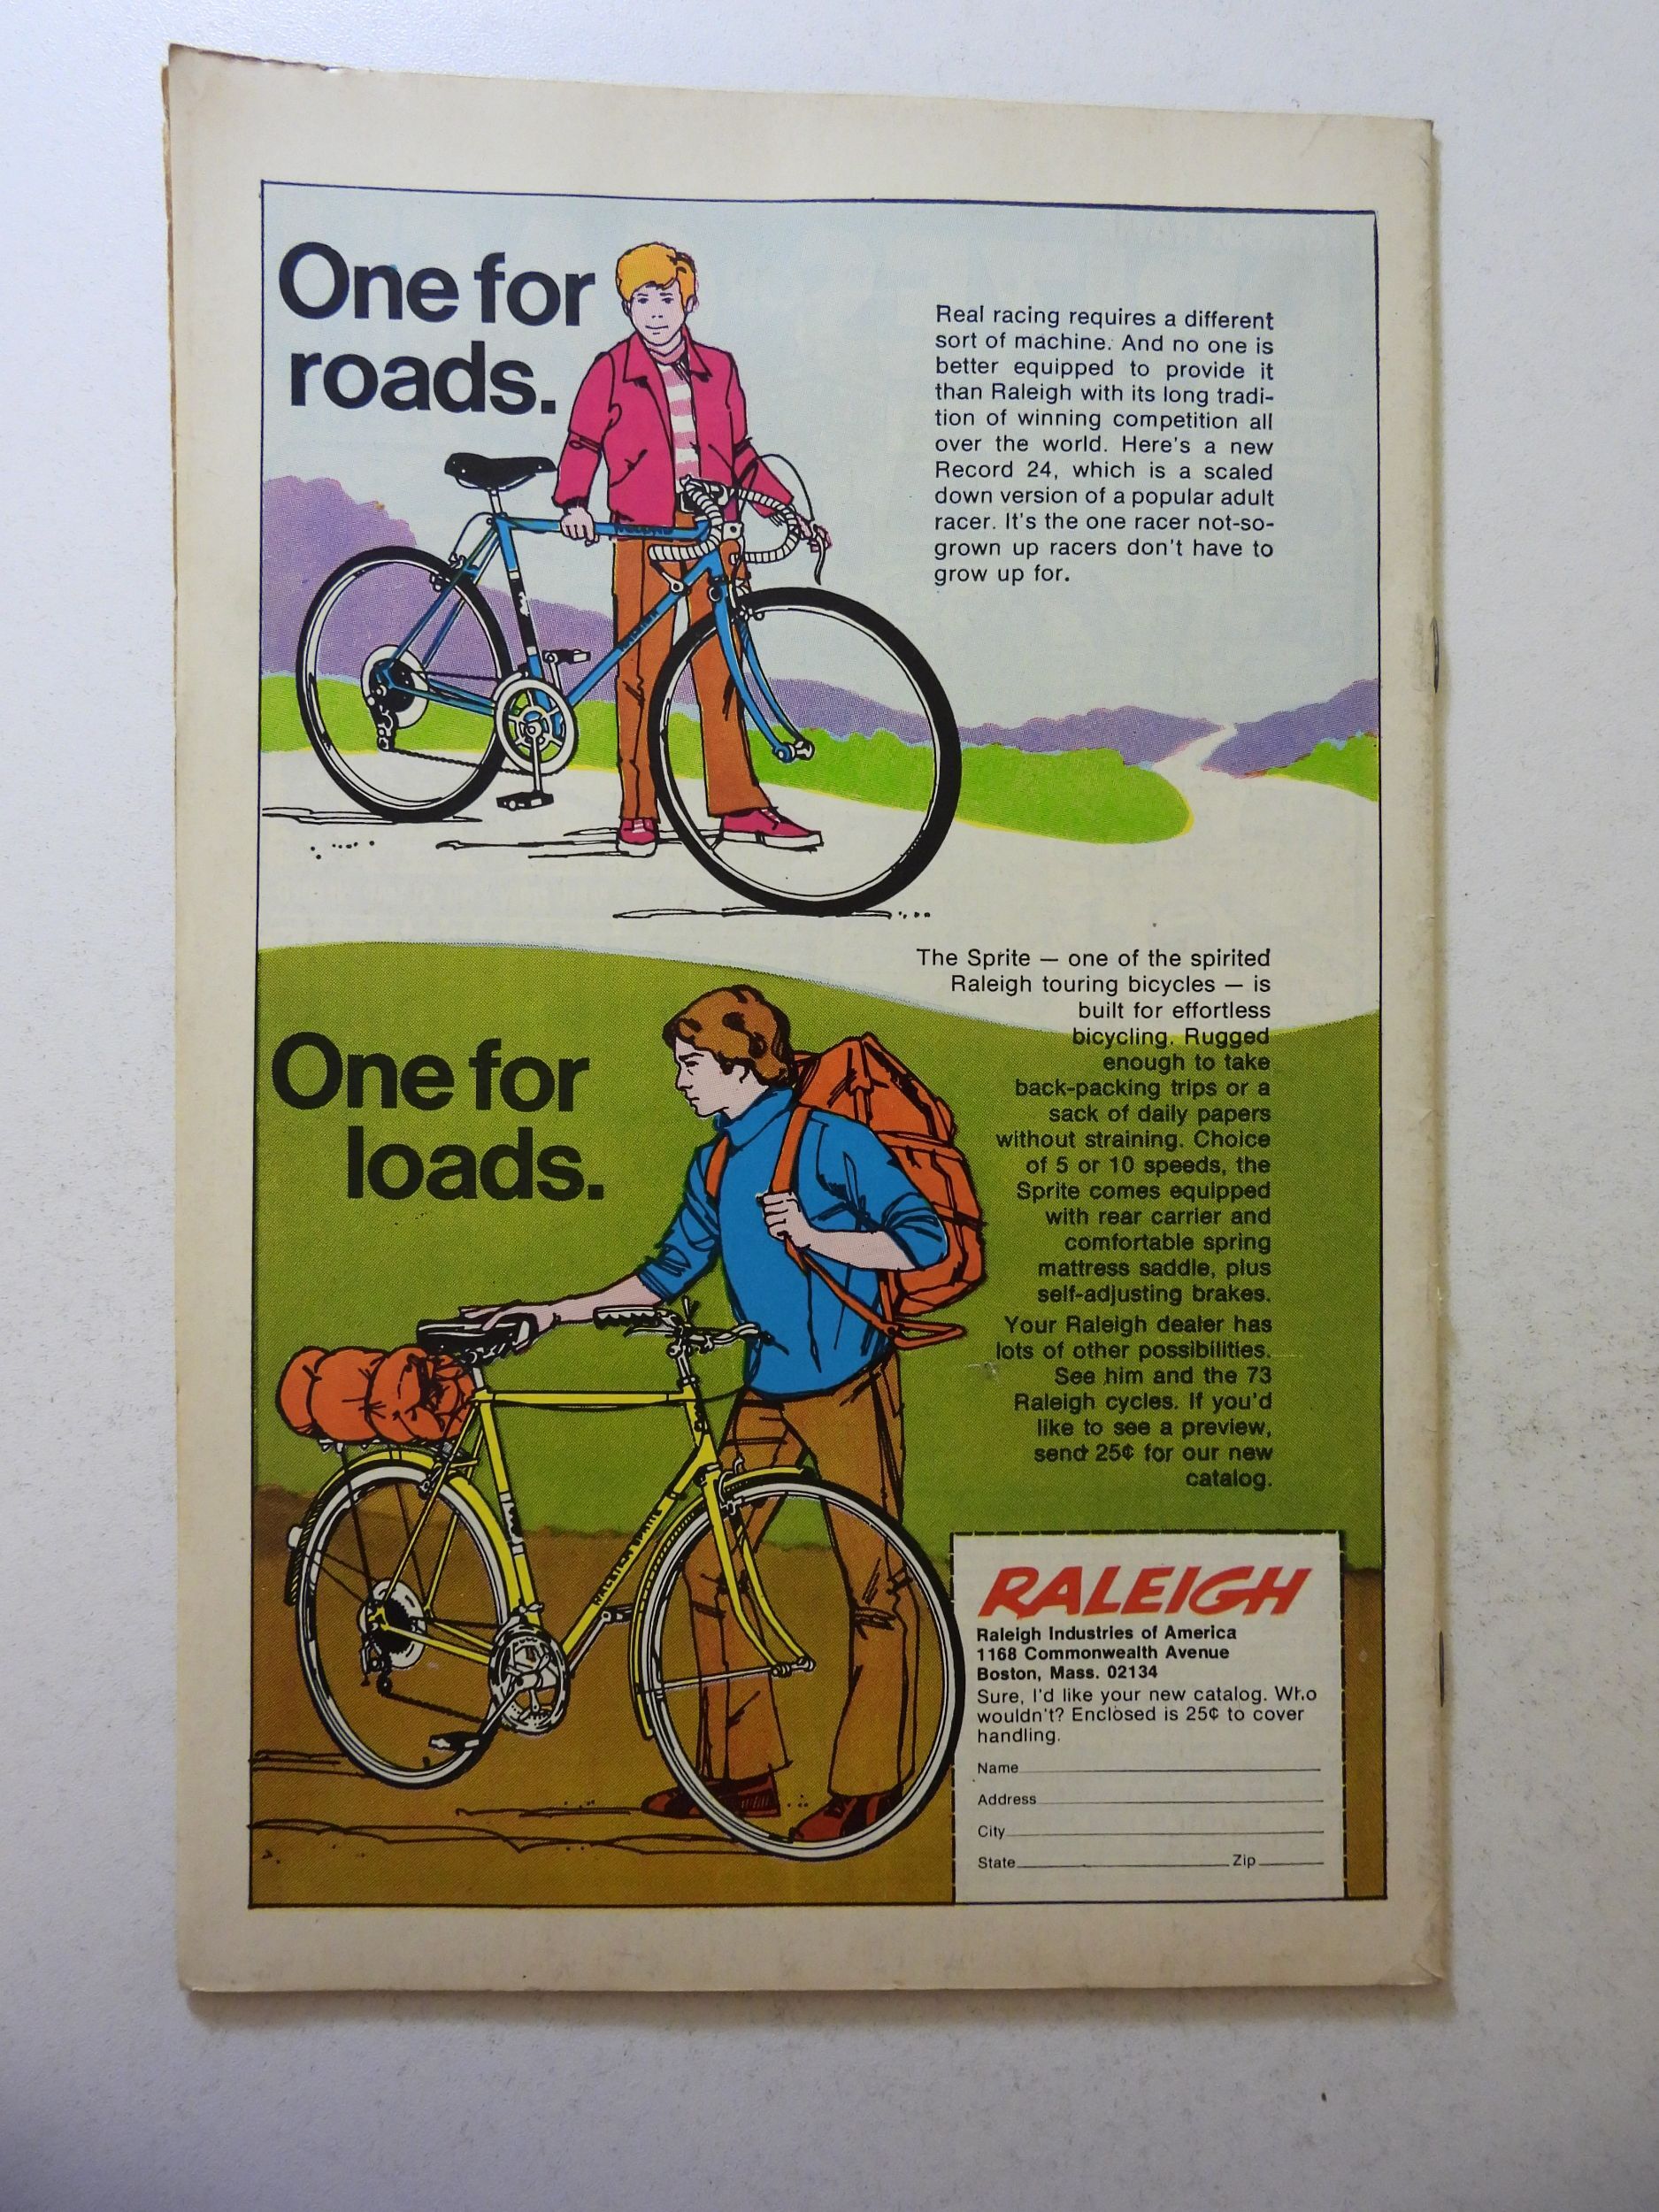 One for
roads.
Real racing requires a different
sort of machine. And no one is
better equipped to provide it
than Raleigh with its long tradi-
tion of winning competition all
over the world. Here's a new
Record 24, which is a scaled
down version of a popular adult
racer. It's the one racer not-so-
grown up racers don't have to
grow up for.
The Sprite — one of the spirited
Raleigh touring bicycles — is
built for effortless
bicycling. Rugged
enough to take
back-packing trips or a
sack of daily papers
without straining. Choice
of 5 or 10 speeds, the
Sprite comes equipped
with rear carrier and
comfortable spring
mattress saddle, plus
self-adjusting brakes.
Your Raleigh dealer has
lots of other possibilities.
See him and the 73
Raleigh cycles. If you'd
like to see a preview,
send 25¢ for our new
catalog.
One for
loads.
RALEIGH SPRITE
RALEIGH
Raleigh Industries of America
1168 Commonwealth Avenue
Boston, Mass. 02134
Sure, I'd like your new catalog. Who
wouldn't? Enclosed is 25¢ to cover
handling.
Name
Address
City
State Zip